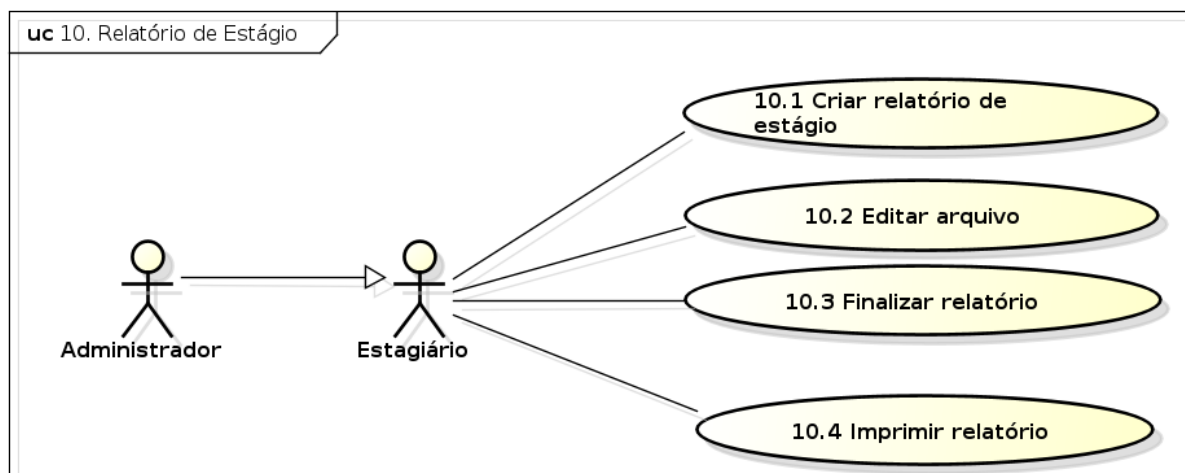 uc 10. Relatório de Estágio
10.1 Criar relatório de
estágio
10.2 Editar arquivo
10.3 Finalizar relatório
Administrador
Estagiário
10.4 Imprimir relatório